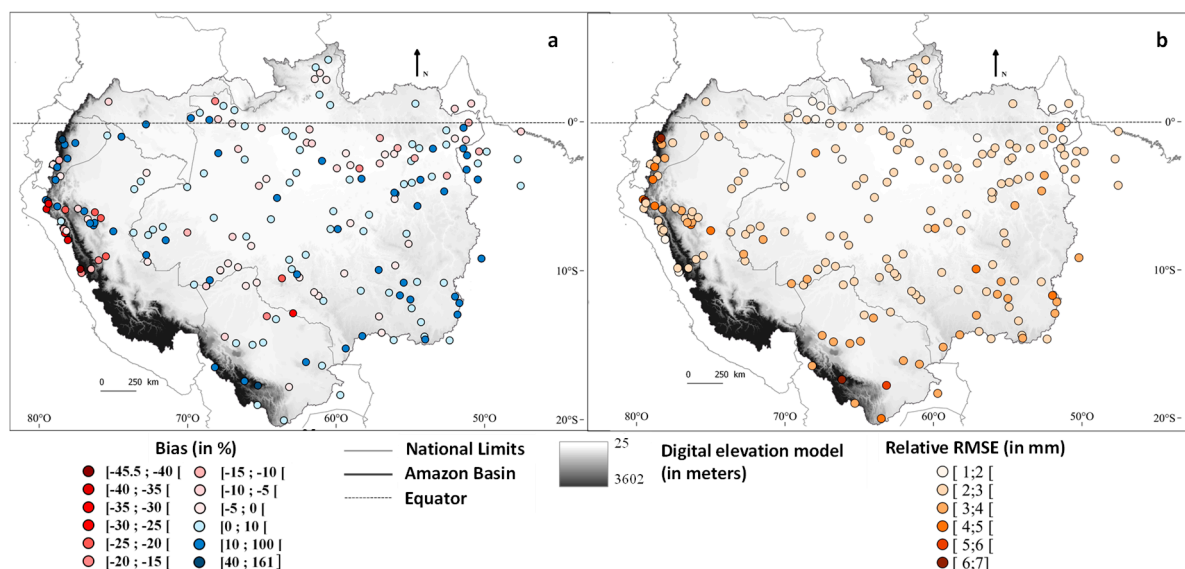 a
b
N
N
0°
0°
10°S
10°S
0 250 km
0 250 km
80°O 70°O 60°O 50°O 20°S
80°O 70°O 60°O 50°O 20°S
Bias (in %)
[-45.5 ; -40 [
[-40 ; -35 [
[-35 ; -30 [
[-30 ; -25 [
[-25 ; -20 [
[-20 ; -15 [
[-15 ; -10 [
[-10 ; -5 [
[-5 ; 0 [
[0 ; 10 [
[10 ; 100 [
[40 ; 161]
National Limits
Amazon Basin
Equator
25
3602
Digital elevation model
(in meters)
Relative RMSE (in mm)
[ 1;2 [
[ 2;3 [
[ 3;4 [
[ 4;5 [
[ 5;6 [
[ 6;7]